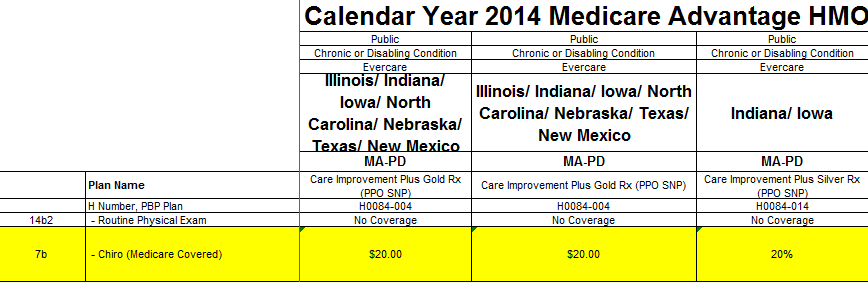 Calendar Year 2014 Medicare Advantage HMO
Public Public Public
Chronic or Disabling Condition Chronic or Disabling Condition Chronic or Disabling Condition
Evercare Evercare Evercare
Illinois/ Indiana/
Iowa/ North
Carolina/ Nebraska/
Texas/ New Mexico
Illinois/ Indiana/ Iowa/ North
Carolina/ Nebraska/ Texas/
New Mexico
Indiana/ Iowa
MA-PD MA-PD MA-PD
Plan Name
Care Improvement Plus Gold Rx
(PPO SNP)
Care Improvement Plus Gold Rx (PPO SNP)
Care Improvement Plus Silver Rx
(PPO SNP)
H Number, PBP Plan H0084-004 H0084-004 H0084-014
14b2 - Routine Physical Exam No Coverage No Coverage No Coverage
7b - Chiro (Medicare Covered) $20.00 $20.00 20%